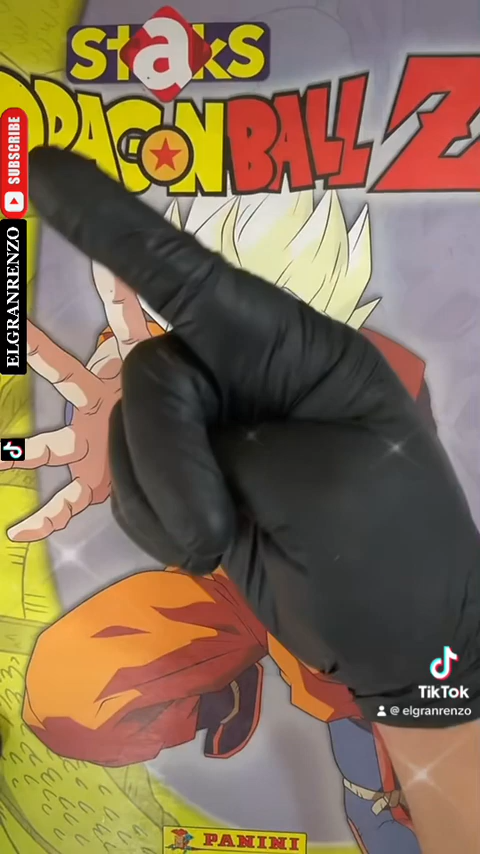 staks
DRAGON BALL Z
SUBSCRIBE
ELGRANRENZO
TikTok
@ elgranrenzo
PANINI